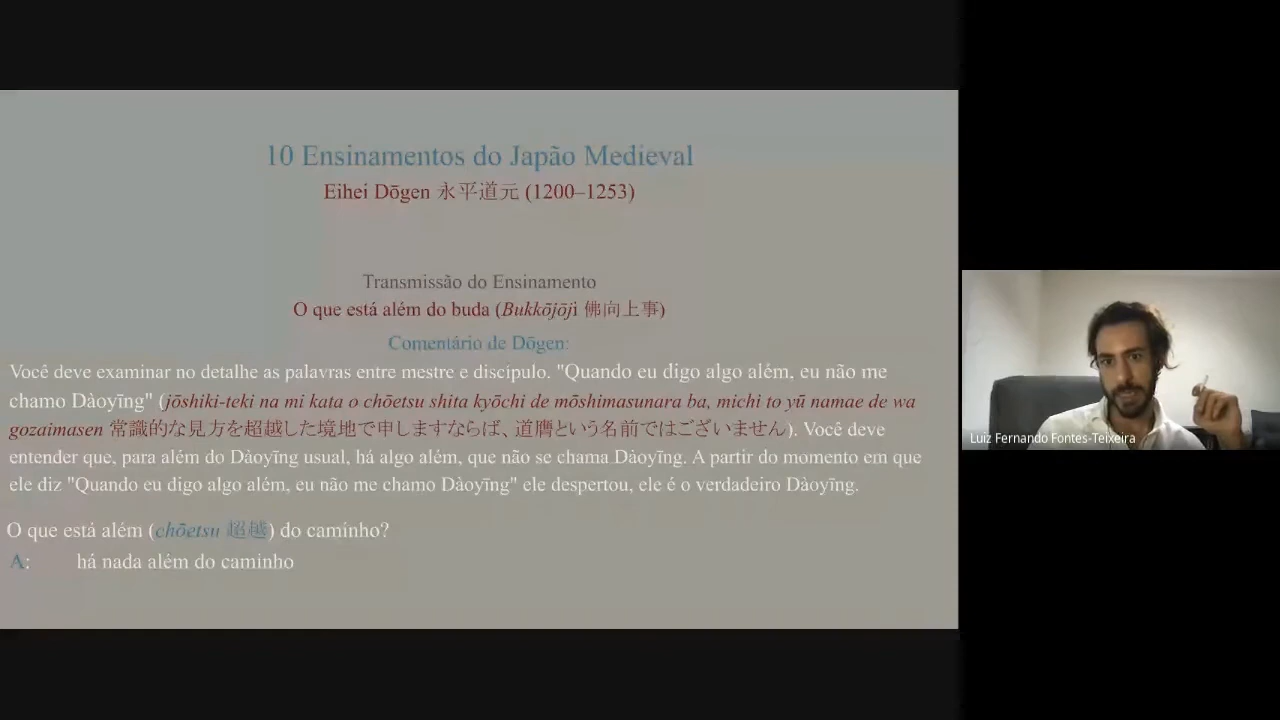 10 Ensinamentos do Japão Medieval
Eihei Dōgen 永平道元 (1200–1253)
Transmissão do Ensinamento
O que está além do buda (Bukkōjōji 佛向上事)
Comentário de Dōgen:
Você deve examinar no detalhe as palavras entre mestre e discípulo. "Quando eu digo algo além, eu não me
chamo Dàoyīng" (jōshiki-teki na mi kata o chōetsu shita kyōchi de mōshimasunara ba, michi to yū namae de wa
gozaimasen 常識的な見方を超越した境地で申しますならば、道膺という名前ではございません). Você deve
entender que, para além do Dàoyīng usual, há algo além, que não se chama Dàoyīng. A partir do momento em que
ele diz "Quando eu digo algo além, eu não me chamo Dàoyīng" ele despertou, ele é o verdadeiro Dàoyīng.
O que está além (chōetsu 超越) do caminho?
A: há nada além do caminho
Luiz Fernando Fontes-Teixeira